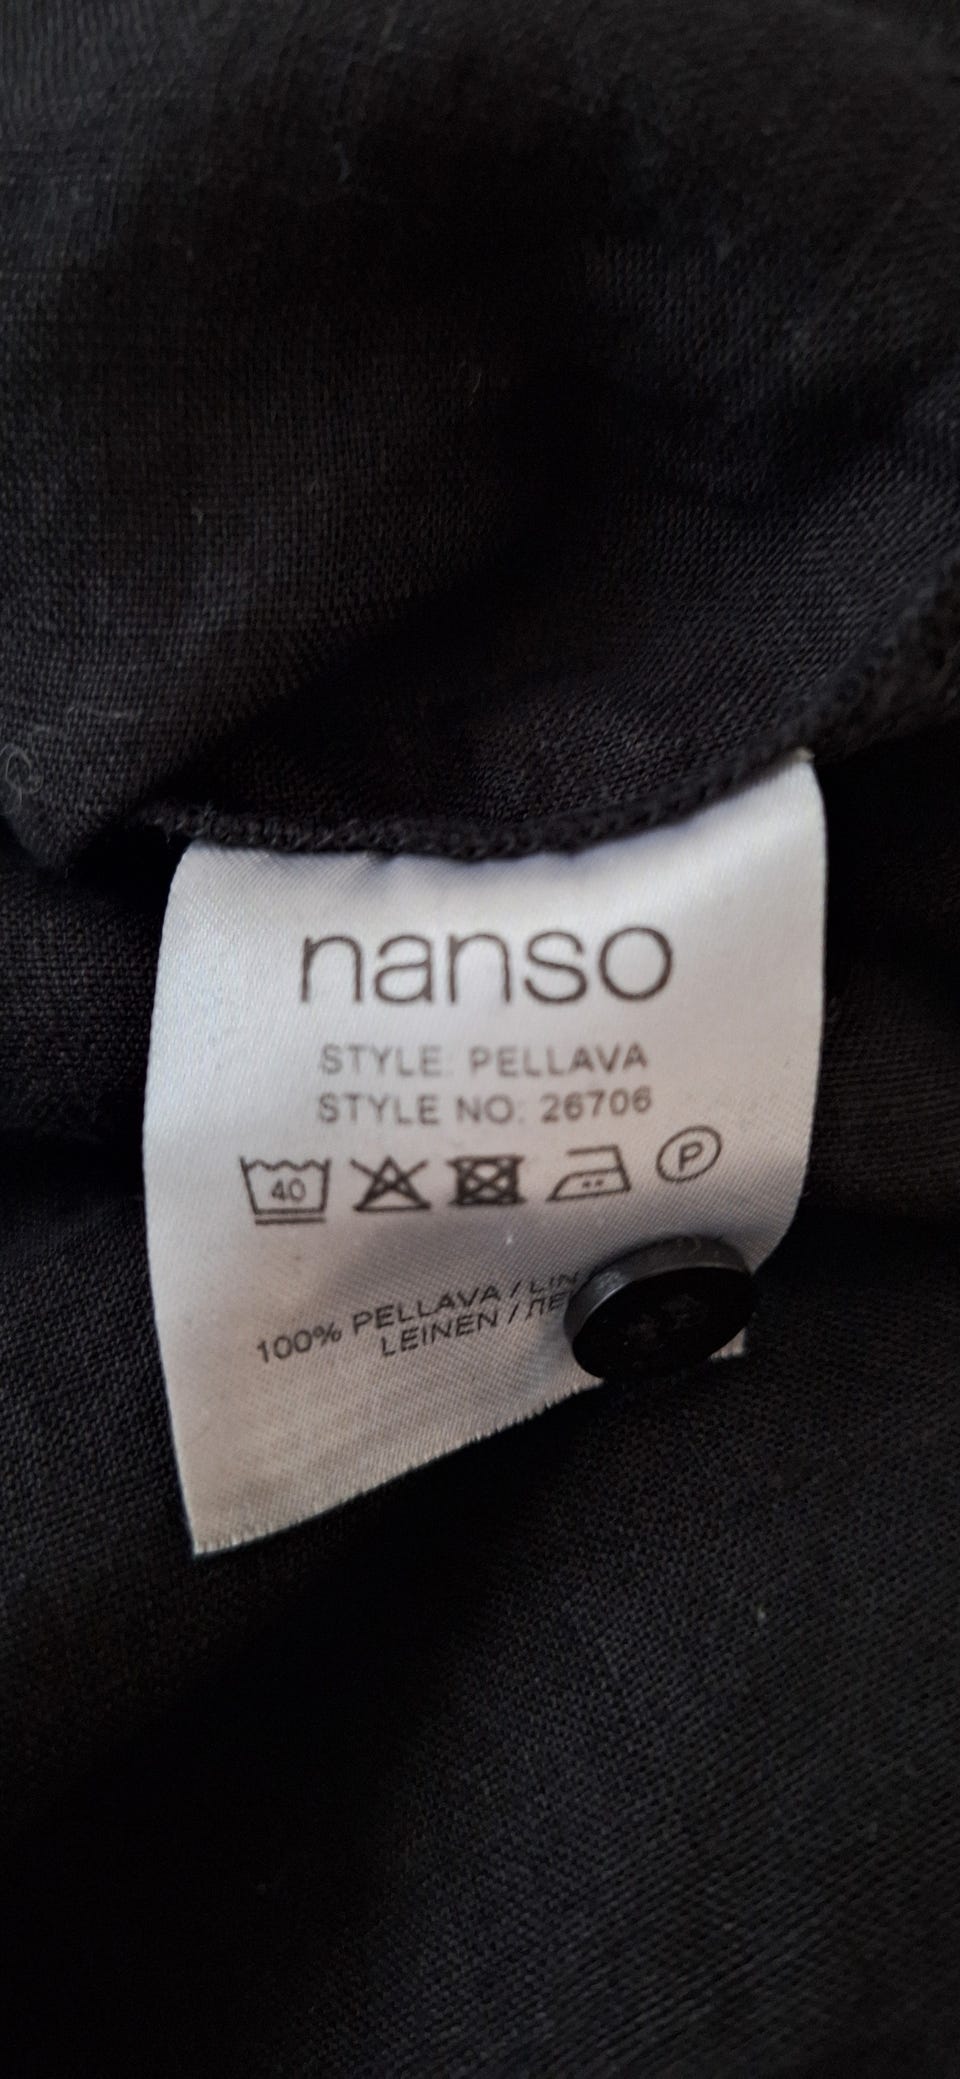 nanso
STYLE: PELLAVA
STYLE NO: 26706
40 P
100% PELLAVA /
LEINEN /